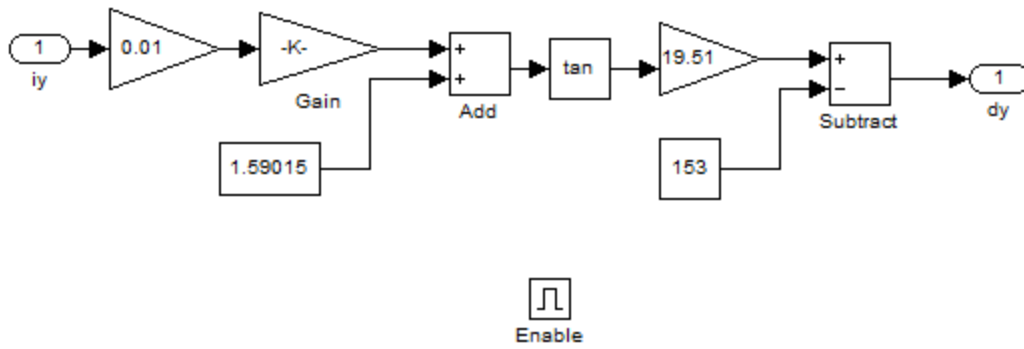 1
iy
0.01
-K-
Gain
+
+
Add
1.59015
tan
19.51
+
−
Subtract
153
1
dy
Enable